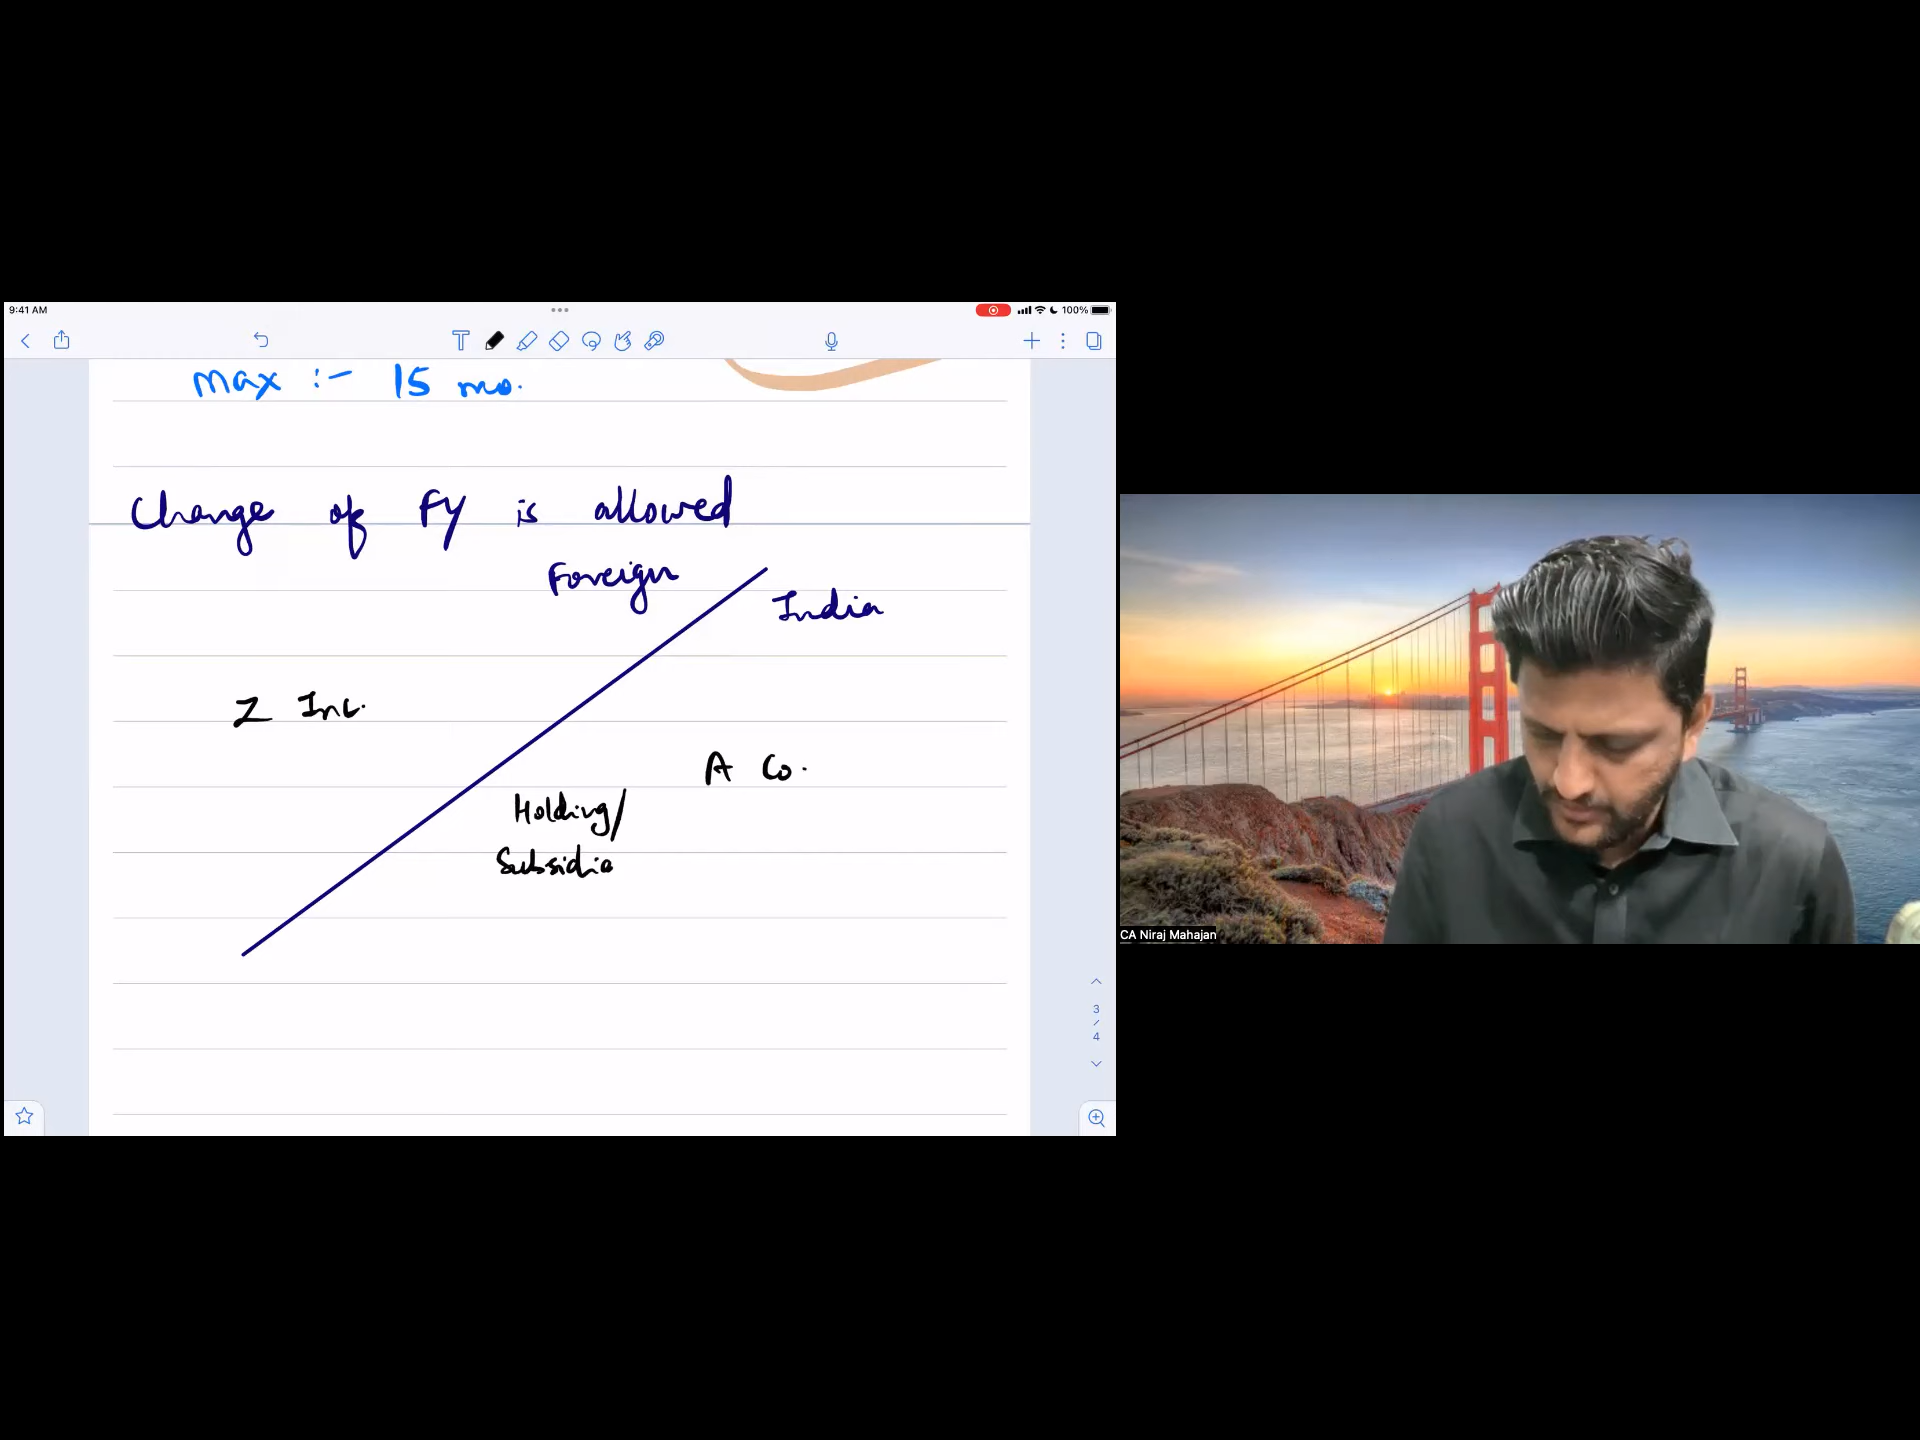 9:41 AM
100%
T
max :- 15 mo.
Change of FY is allowed
Foreign
India
Z Inc.
A Co.
Holding/
Subsidia
3
/
4
CA Niraj Mahajan